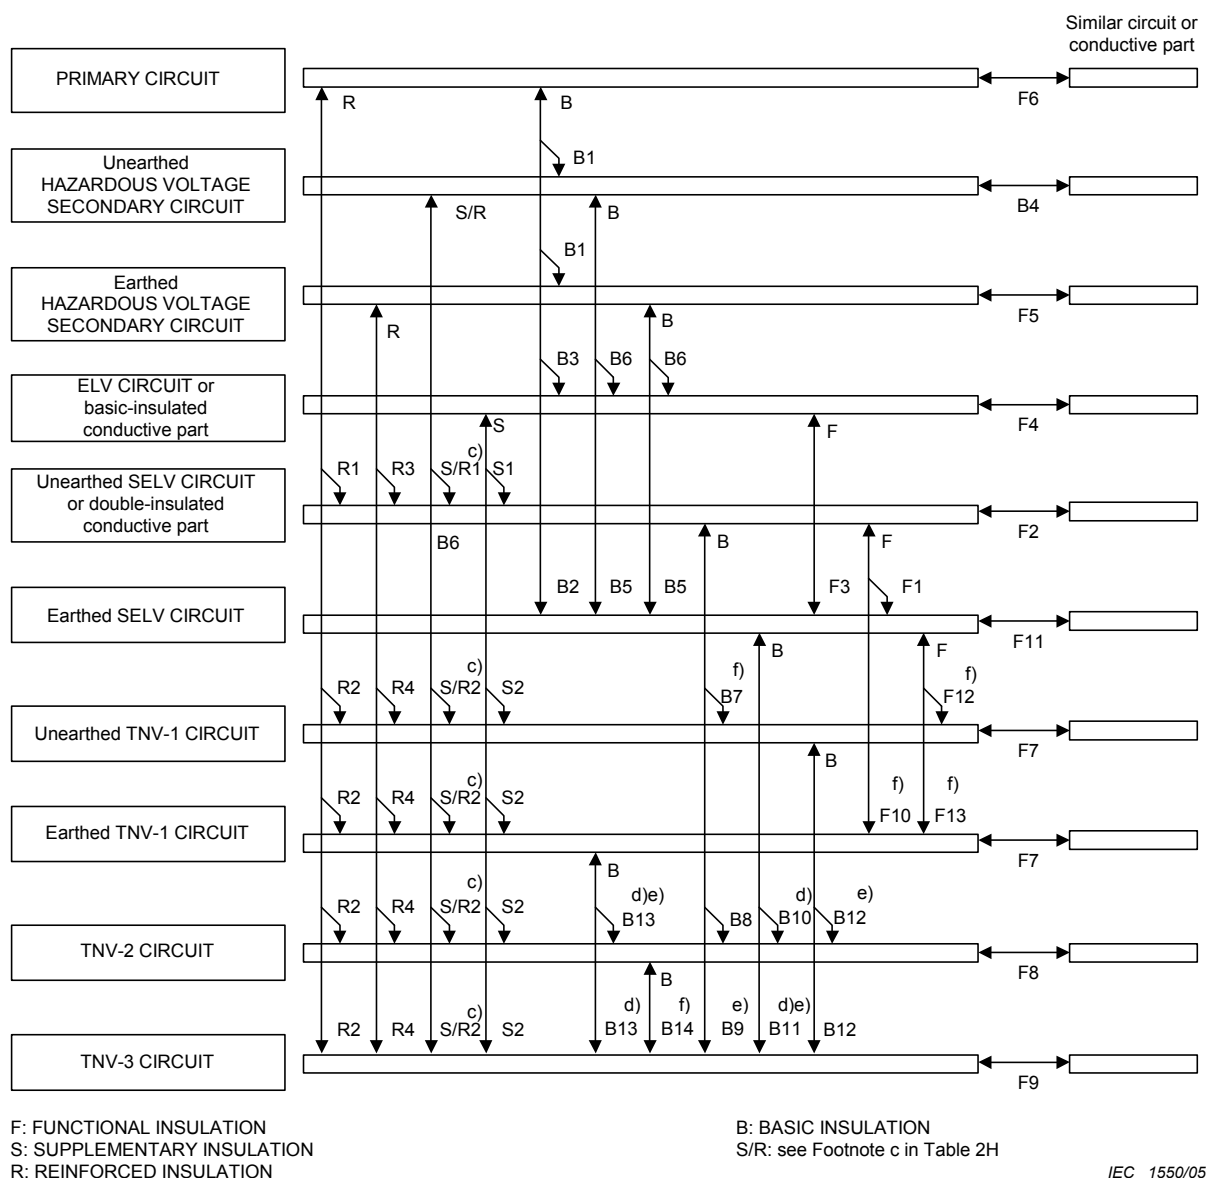 Similar circuit or
conductive part
PRIMARY CIRCUIT
R
B
F6
B1
Unearthed
HAZARDOUS VOLTAGE
SECONDARY CIRCUIT
S/R
B
B4
B1
Earthed
HAZARDOUS VOLTAGE
SECONDARY CIRCUIT
R
B
F5
B3
B6
B6
ELV CIRCUIT or
basic-insulated
conductive part
S
F
F4
c)
R1
R3
S/R1
S1
Unearthed SELV CIRCUIT
or double-insulated
conductive part
B6
B
F
F2
B2
B5
B5
F3
F1
Earthed SELV CIRCUIT
B
F
F11
c)
f)
f)
R2
R4
S/R2
S2
B7
F12
Unearthed TNV-1 CIRCUIT
B
F7
c)
f)
f)
R2
R4
S/R2
S2
F10
F13
Earthed TNV-1 CIRCUIT
B
F7
c)
d)e)
d)
e)
R2
R4
S/R2
S2
B13
B8
B10
B12
TNV-2 CIRCUIT
B
F8
c)
d)
f)
e)
d)e)
R2
R4
S/R2
S2
B13
B14
B9
B11
B12
TNV-3 CIRCUIT
F9
F: FUNCTIONAL INSULATION
B: BASIC INSULATION
S: SUPPLEMENTARY INSULATION
S/R: see Footnote c in Table 2H
R: REINFORCED INSULATION
IEC 1550/05